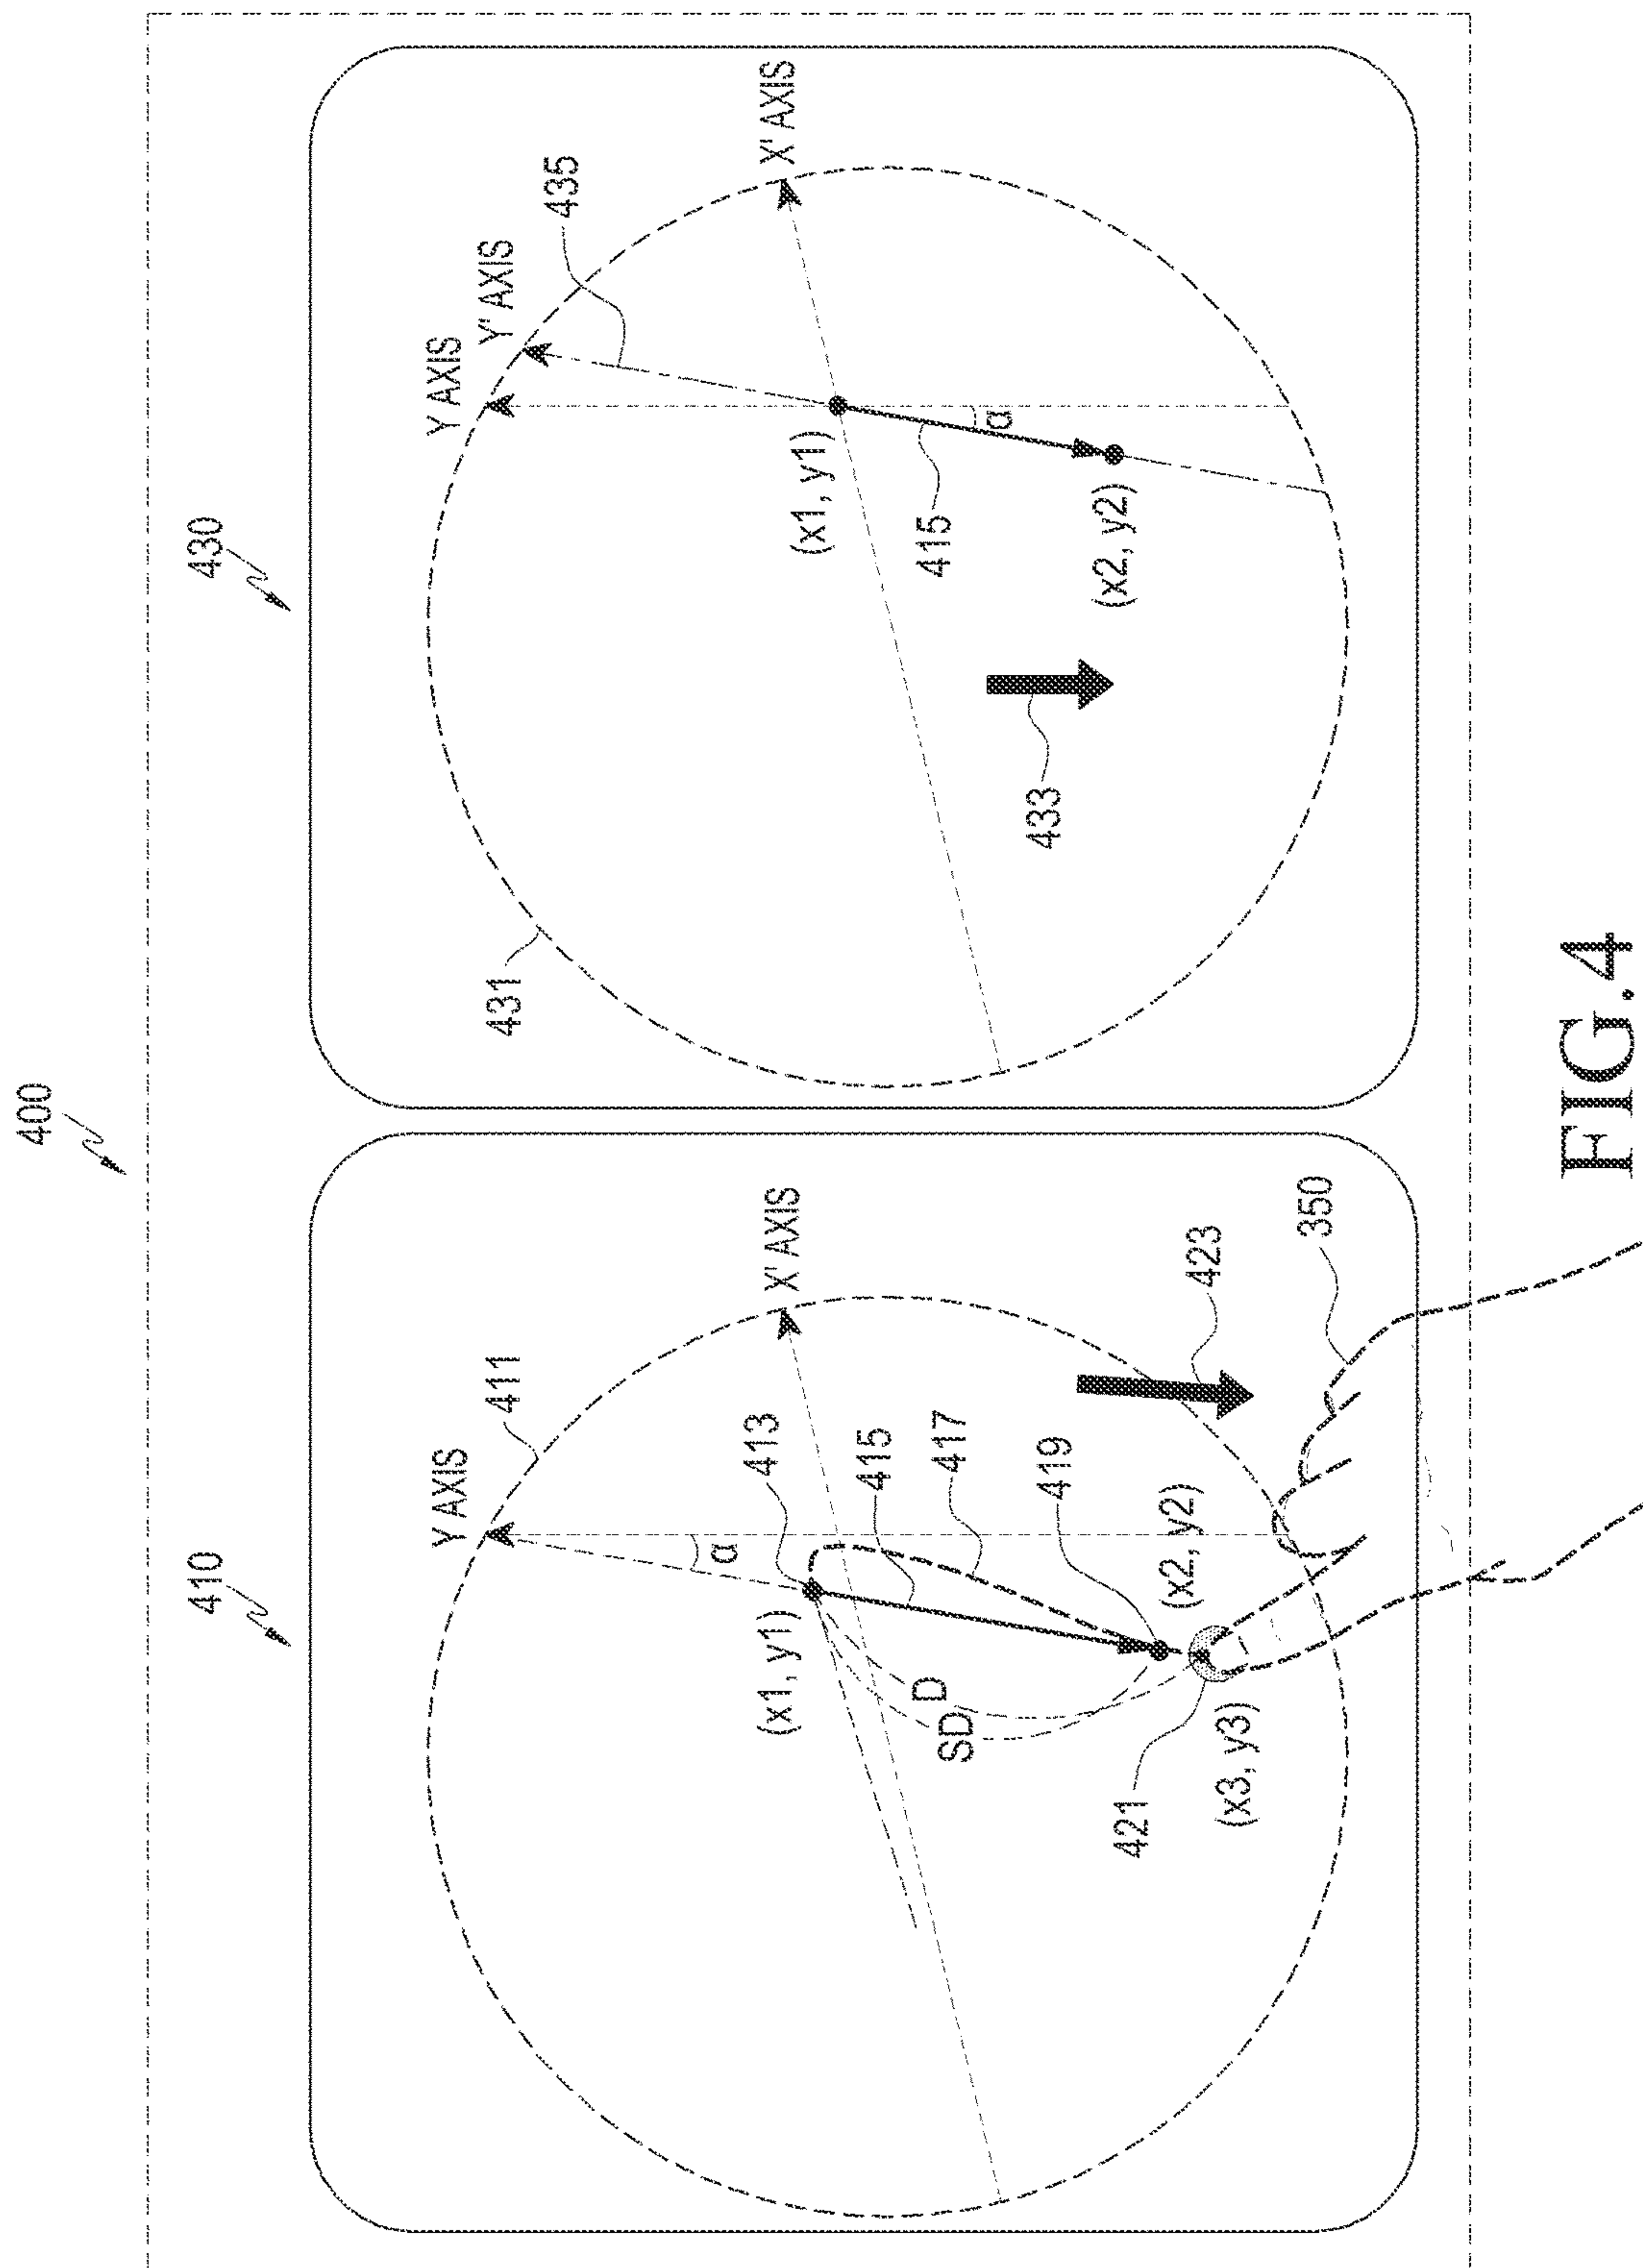 400
410
Y AXIS
411
X' AXIS
α
413
(x1, y1)
415
417
D
SD
419
(x2, y2)
421
(x3, y3)
423
350
430
Y AXIS
Y' AXIS
435
X' AXIS
431
(x1, y1)
α
415
(x2, y2)
433
FIG.4